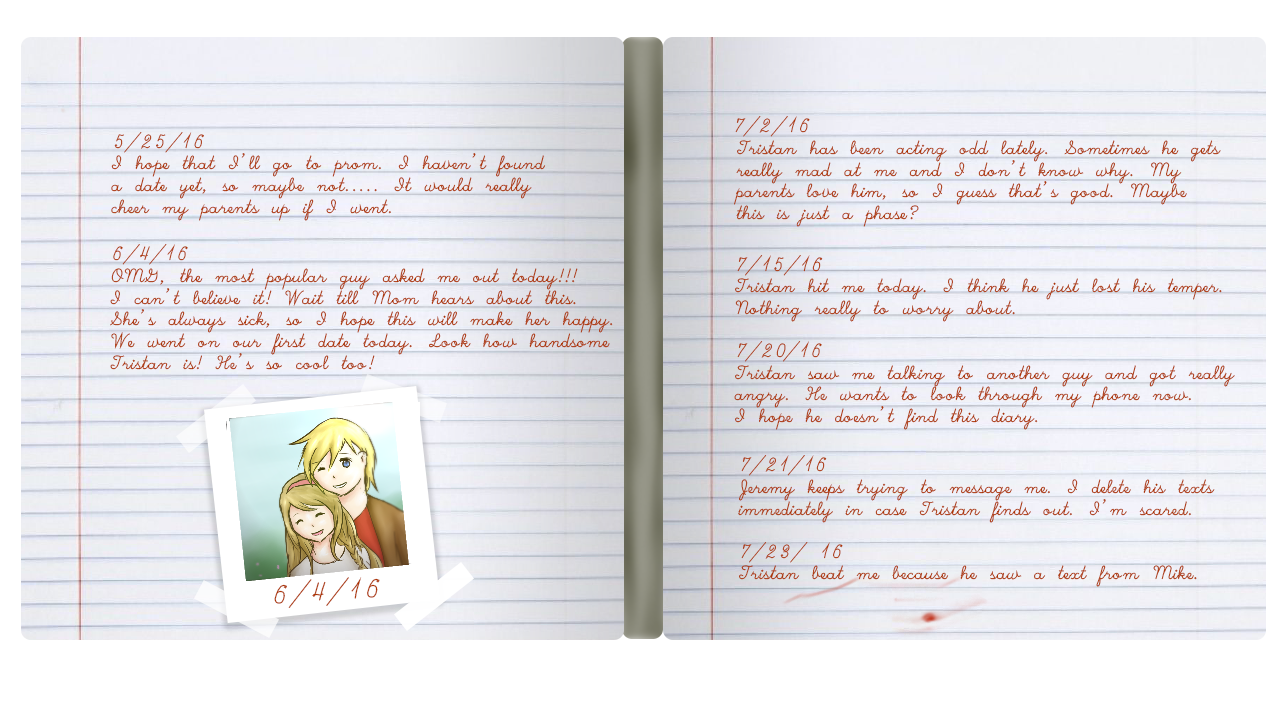 5/25/16
I hope that I'll go to prom. I haven't found
a date yet, so maybe not..... It would really
cheer my parents up if I went.
6/4/16
OMG, the most popular guy asked me out today!!!
I can't believe it! Wait till Mom hears about this.
She's always sick, so I hope this will make her happy.
We went on our first date today. Look how handsome
Tristan is! He's so cool too!
6/4/16
7/2/16
Tristan has been acting odd lately. Sometimes he gets
really mad at me and I don't know why. My
parents love him, so I guess that's good. Maybe
this is just a phase?
7/15/16
Tristan hit me today. I think he just lost his temper.
Nothing really to worry about.
7/20/16
Tristan saw me talking to another guy and got really
angry. He wants to look through my phone now.
I hope he doesn't find this diary.
7/21/16
Jeremy keeps trying to message me. I delete his texts
immediately in case Tristan finds out. I'm scared.
7/23/ 16
Tristan beat me because he saw a text from Mike.